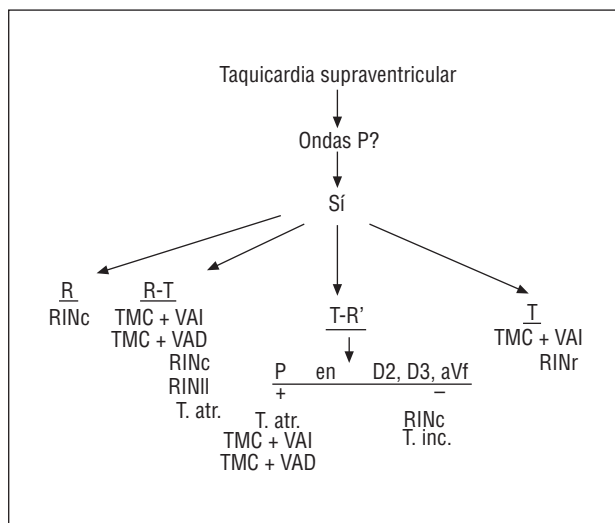 Taquicardia supraventricular
Ondas P?
Sí
R
RINc
R-T
TMC + VAI
TMC + VAD
RINc
RINll
T. atr.
T-R’
P en D2, D3, aVf
+
T. atr.
TMC + VAI
TMC + VAD
–
RINc
T. inc.
T
TMC + VAI
RINr